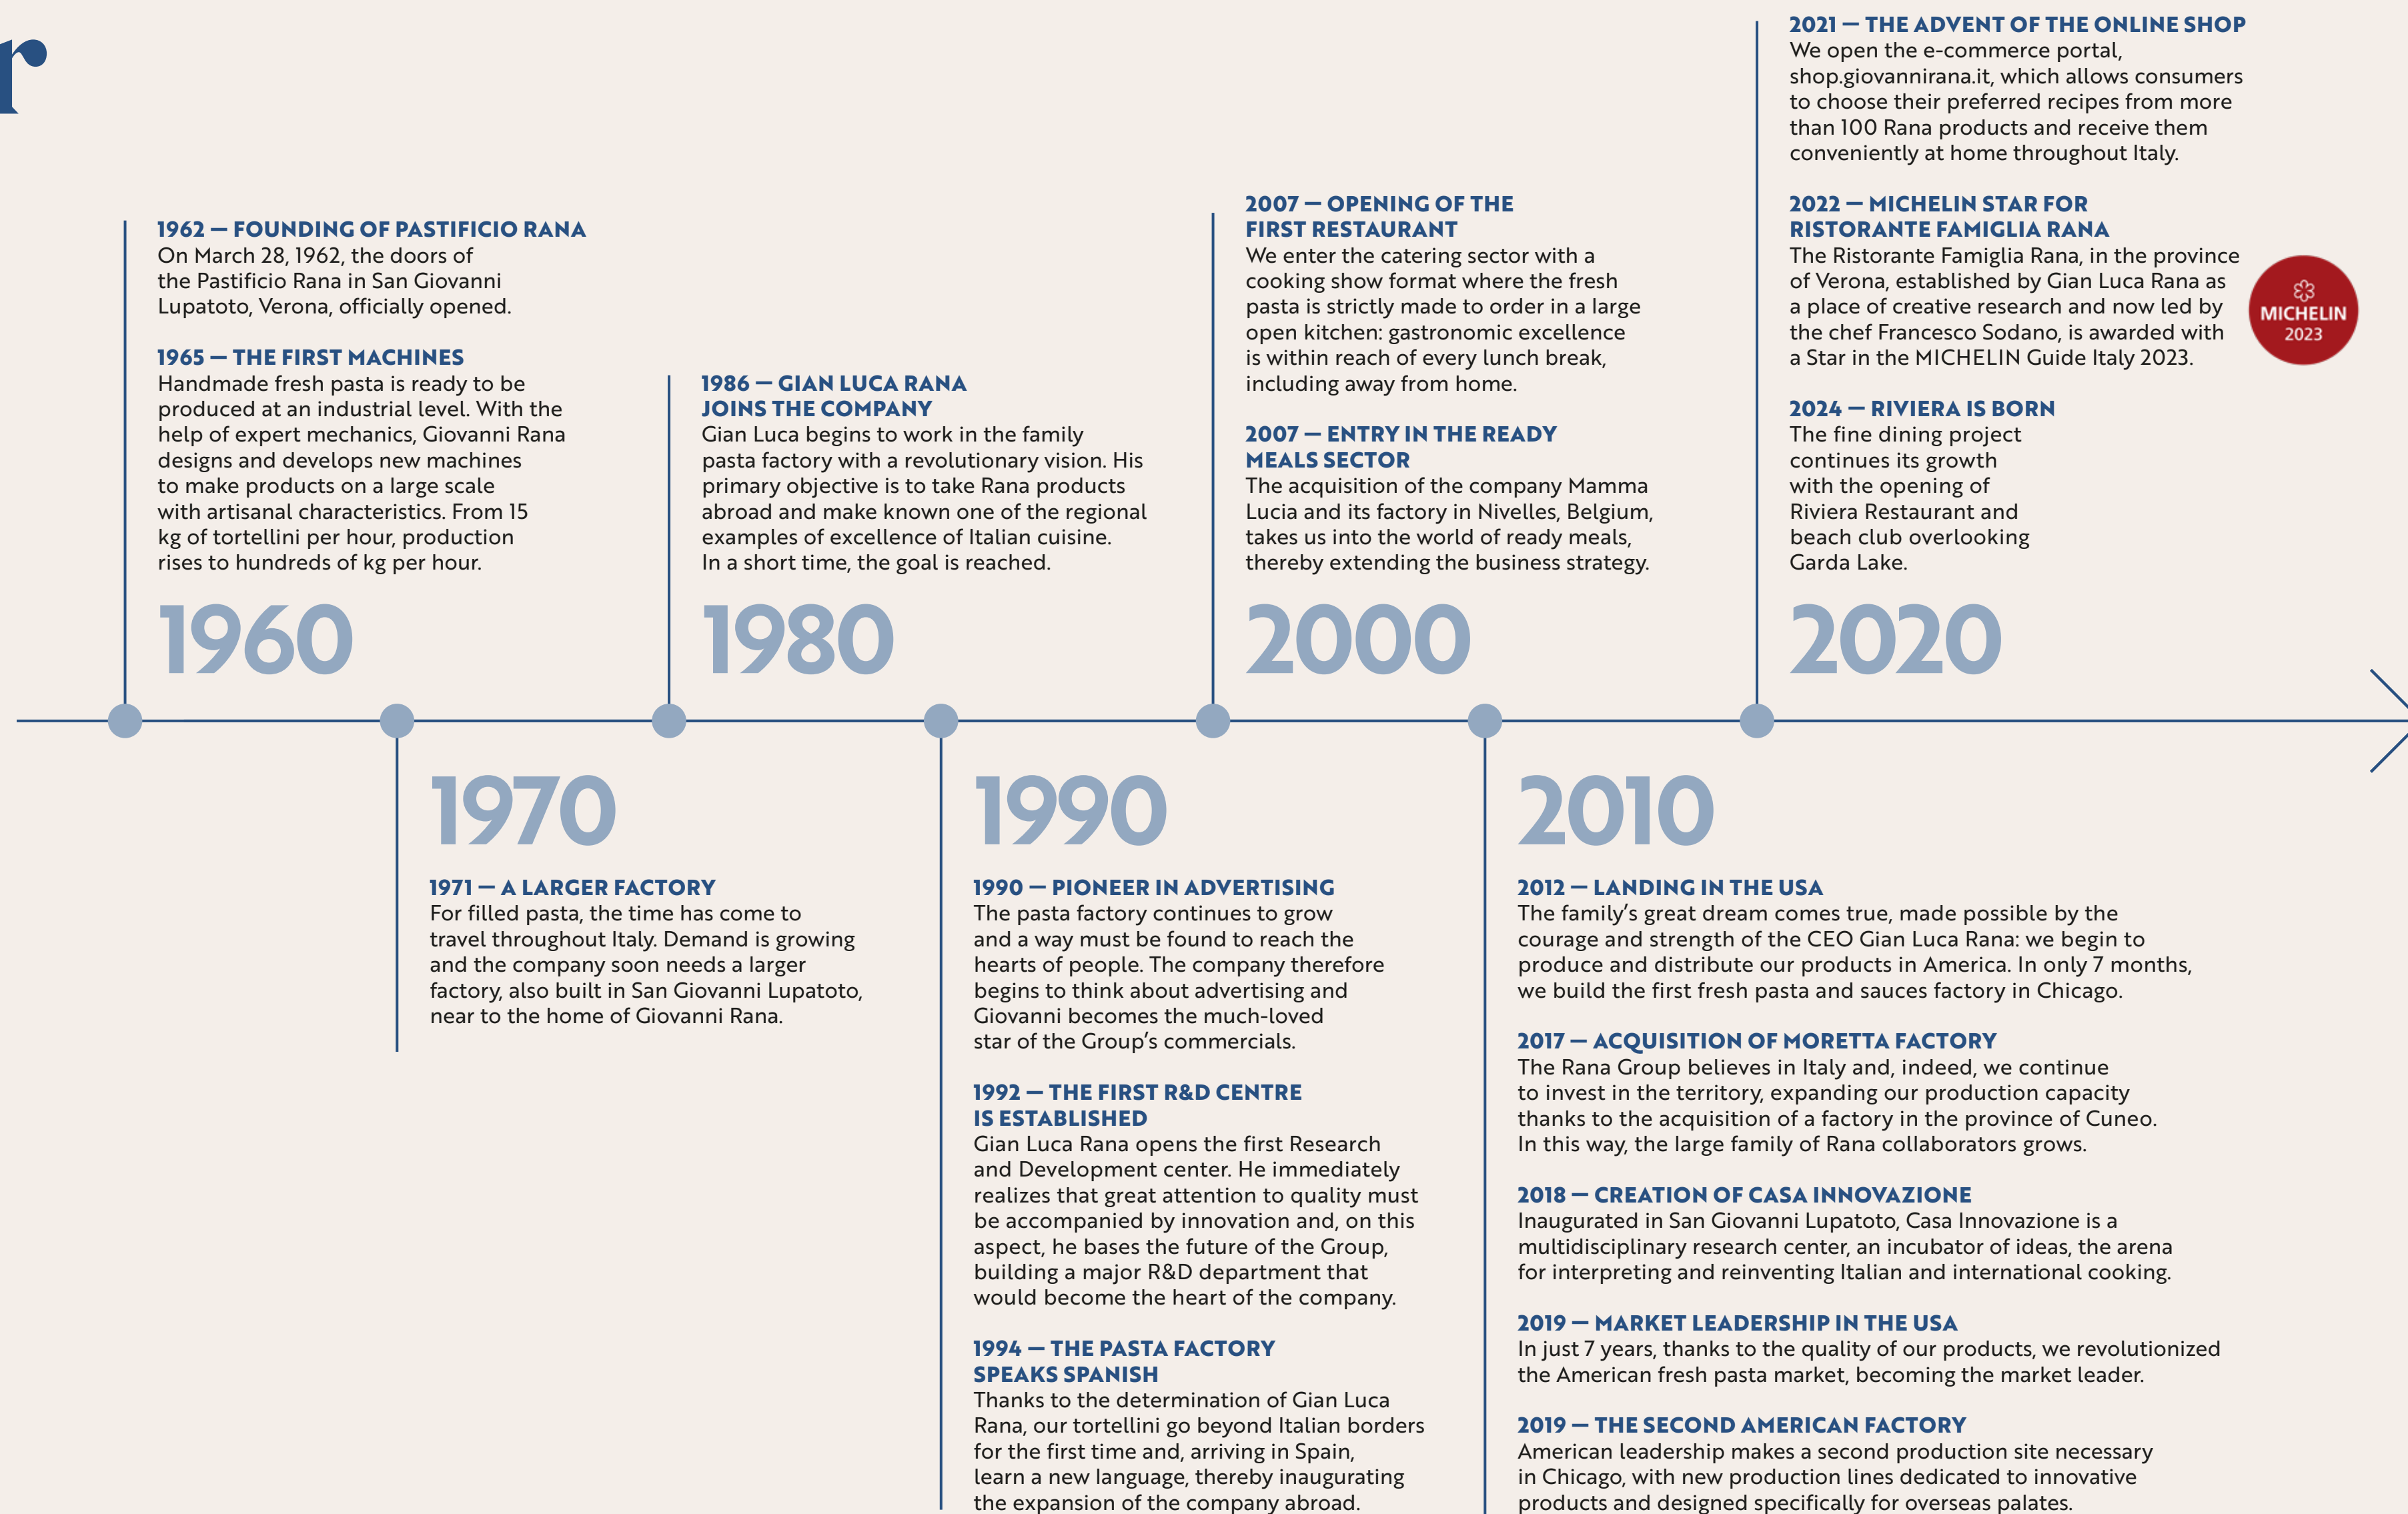 r
1962 — FOUNDING OF PASTIFICIO RANA
On March 28, 1962, the doors of
the Pastificio Rana in San Giovanni
Lupatoto, Verona, officially opened.
1965 — THE FIRST MACHINES
Handmade fresh pasta is ready to be
produced at an industrial level. With the
help of expert mechanics, Giovanni Rana
designs and develops new machines
to make products on a large scale
with artisanal characteristics. From 15
kg of tortellini per hour, production
rises to hundreds of kg per hour.
1960
1971 — A LARGER FACTORY
For filled pasta, the time has come to
travel throughout Italy. Demand is growing
and the company soon needs a larger
factory, also built in San Giovanni Lupatoto,
near to the home of Giovanni Rana.
1970
1986 — GIAN LUCA RANA
JOINS THE COMPANY
Gian Luca begins to work in the family
pasta factory with a revolutionary vision. His
primary objective is to take Rana products
abroad and make known one of the regional
examples of excellence of Italian cuisine.
In a short time, the goal is reached.
1980
1990
1990 — PIONEER IN ADVERTISING
The pasta factory continues to grow
and a way must be found to reach the
hearts of people. The company therefore
begins to think about advertising and
Giovanni becomes the much-loved
star of the Group's commercials.
1992 — THE FIRST R&D CENTRE
IS ESTABLISHED
Gian Luca Rana opens the first Research
and Development center. He immediately
realizes that great attention to quality must
be accompanied by innovation and, on this
aspect, he bases the future of the Group,
building a major R&D department that
would become the heart of the company.
1994 — THE PASTA FACTORY
SPEAKS SPANISH
Thanks to the determination of Gian Luca
Rana, our tortellini go beyond Italian borders
for the first time and, arriving in Spain,
learn a new language, thereby inaugurating
the expansion of the company abroad.
2007 — OPENING OF THE
FIRST RESTAURANT
We enter the catering sector with a
cooking show format where the fresh
pasta is strictly made to order in a large
open kitchen: gastronomic excellence
is within reach of every lunch break,
including away from home.
2007 — ENTRY IN THE READY
MEALS SECTOR
The acquisition of the company Mamma
Lucia and its factory in Nivelles, Belgium,
takes us into the world of ready meals,
thereby extending the business strategy.
2000
2010
2012 — LANDING IN THE USA
The family's great dream comes true, made possible by the
courage and strength of the CEO Gian Luca Rana: we begin to
produce and distribute our products in America. In only 7 months,
we build the first fresh pasta and sauces factory in Chicago.
2017 — ACQUISITION OF MORETTA FACTORY
The Rana Group believes in Italy and, indeed, we continue
to invest in the territory, expanding our production capacity
thanks to the acquisition of a factory in the province of Cuneo.
In this way, the large family of Rana collaborators grows.
2018 — CREATION OF CASA INNOVAZIONE
Inaugurated in San Giovanni Lupatoto, Casa Innovazione is a
multidisciplinary research center, an incubator of ideas, the arena
for interpreting and reinventing Italian and international cooking.
2019 — MARKET LEADERSHIP IN THE USA
In just 7 years, thanks to the quality of our products, we revolutionized
the American fresh pasta market, becoming the market leader.
2019 — THE SECOND AMERICAN FACTORY
American leadership makes a second production site necessary
in Chicago, with new production lines dedicated to innovative
products and designed specifically for overseas palates.
2021 — THE ADVENT OF THE ONLINE SHOP
We open the e-commerce portal,
shop.giovannirana.it, which allows consumers
to choose their preferred recipes from more
than 100 Rana products and receive them
conveniently at home throughout Italy.
2022 — MICHELIN STAR FOR
RISTORANTE FAMIGLIA RANA
The Ristorante Famiglia Rana, in the province
of Verona, established by Gian Luca Rana as
a place of creative research and now led by
the chef Francesco Sodano, is awarded with
a Star in the MICHELIN Guide Italy 2023.
MICHELIN
2023
2024 — RIVIERA IS BORN
The fine dining project
continues its growth
with the opening of
Riviera Restaurant and
beach club overlooking
Garda Lake.
2020